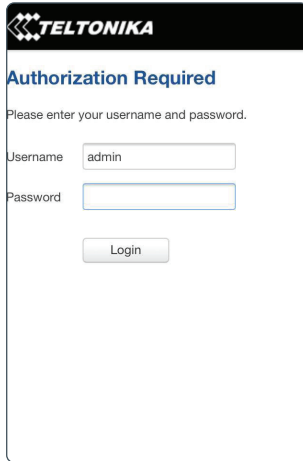 TELTONIKA
Authorization Required
Please enter your username and password.
Username admin
Password
Login